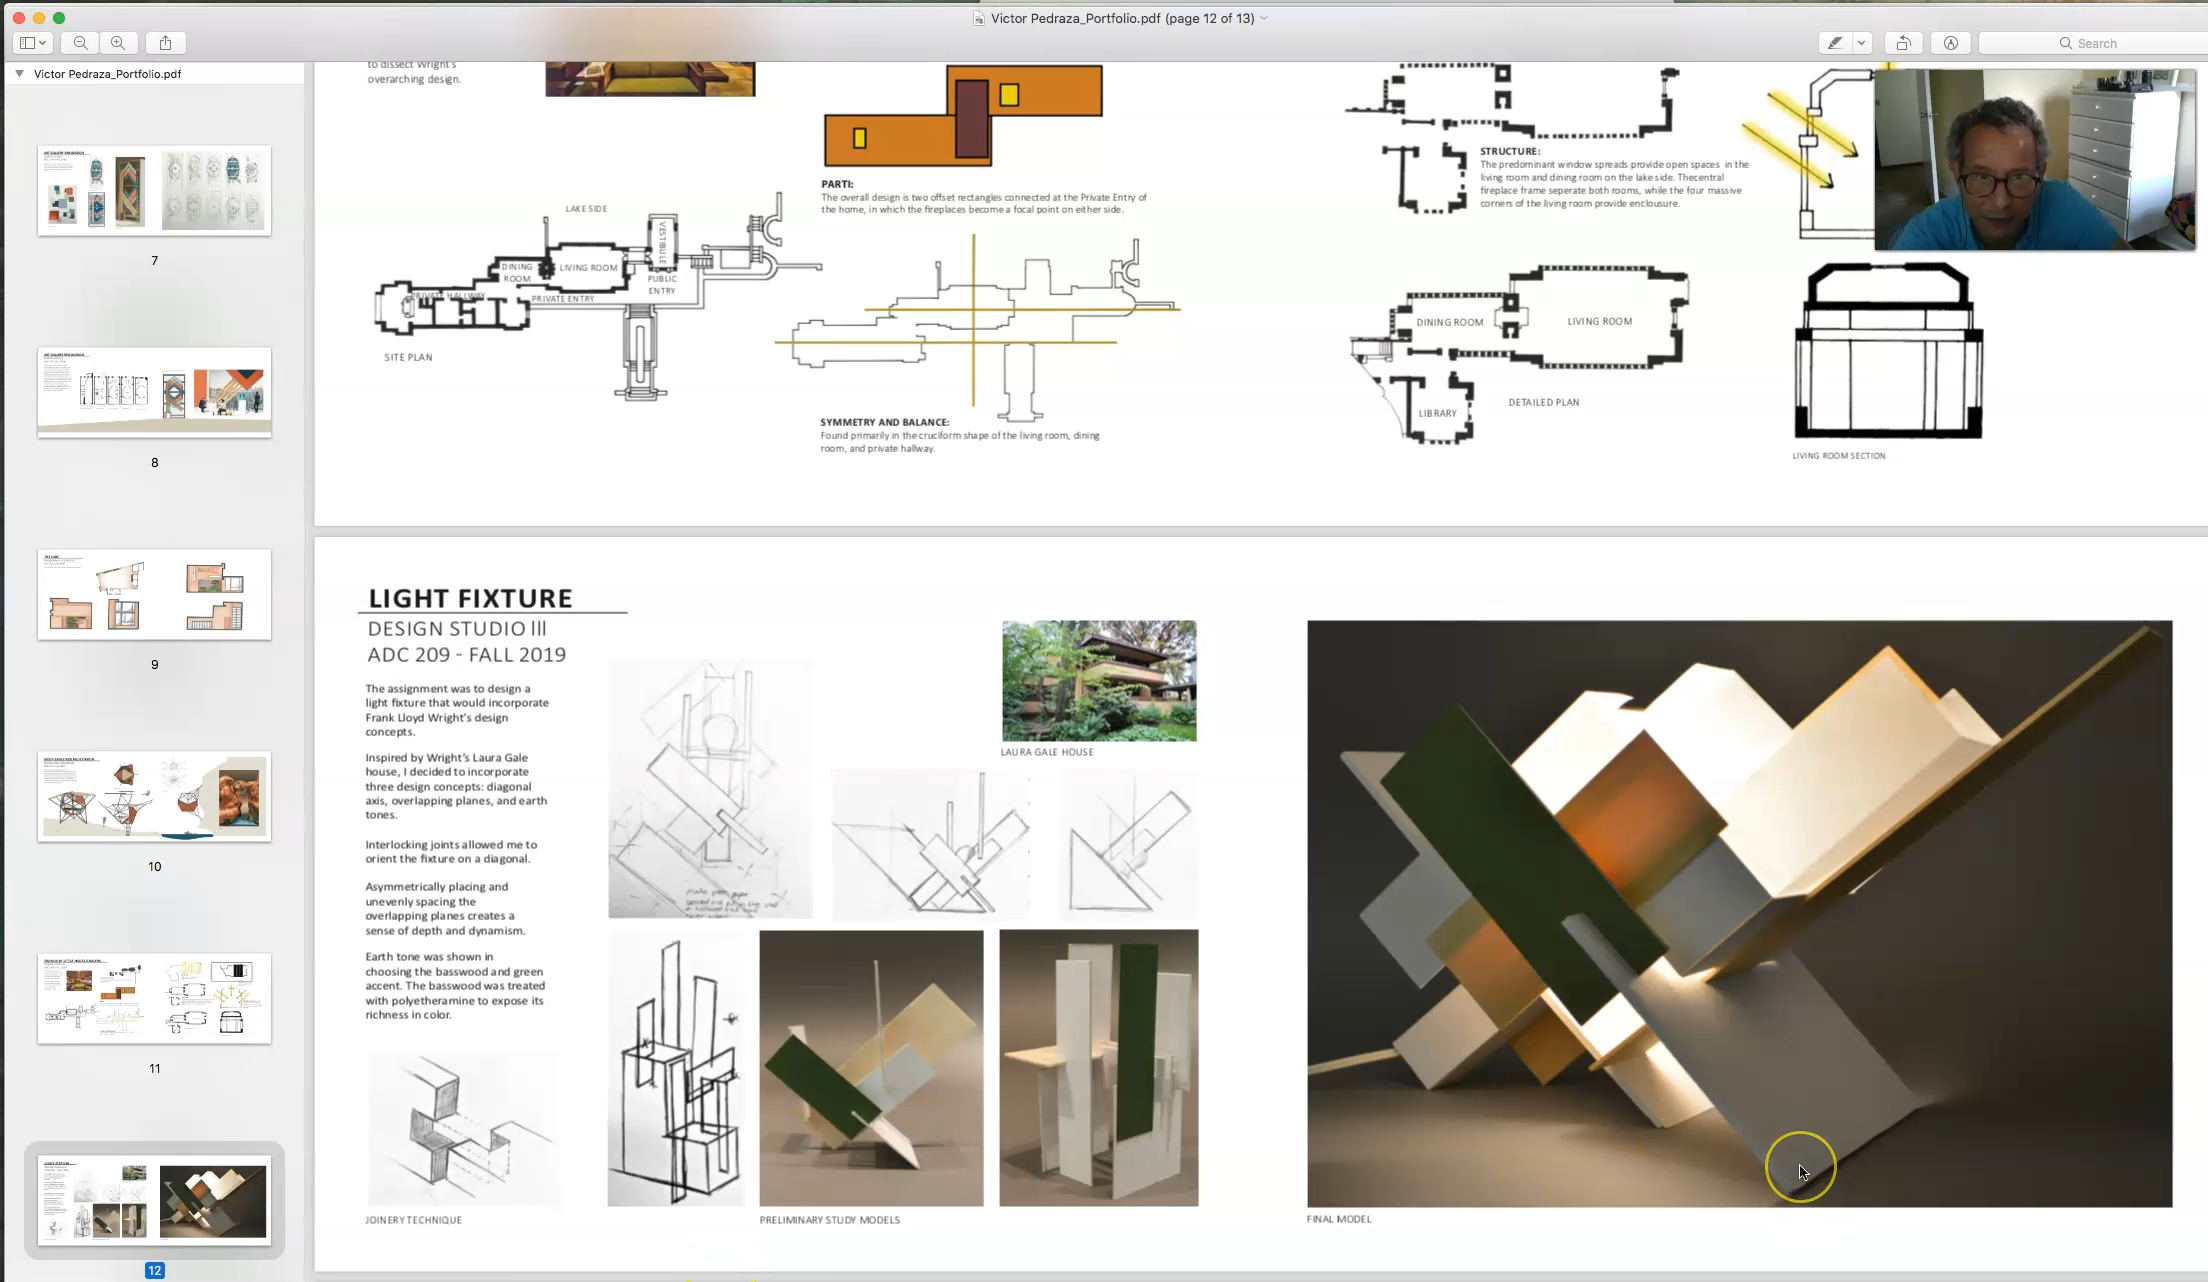 Victor Pedraza_Portfolio.pdf (page 12 of 13)
Search
Victor Pedraza_Portfolio.pdf
7
8
9
10
11
12
to dissect Wright's
overarching design.
PARTI:
The overall design is two offset rectangles connected at the Private Entry of
the home, in which the fireplaces become a focal point on either side.
STRUCTURE:
The predominant window spreads provide open spaces in the
living room and dining room on the lake side. Thecentral
fireplace frame seperate both rooms, while the four massive
corners of the living room provide enclousure.
LAKE SIDE
VESTIBULE
DINING
ROOM
LIVING ROOM
PUBLIC
ENTRY
PRIVATE HALLWAY
PRIVATE ENTRY
SITE PLAN
SYMMETRY AND BALANCE:
Found primarily in the cruciform shape of the living room, dining
room, and private hallway.
DINING ROOM
LIVING ROOM
LIBRARY
DETAILED PLAN
LIVING ROOM SECTION
LIGHT FIXTURE
DESIGN STUDIO III
ADC 209 - FALL 2019
The assignment was to design a
light fixture that would incorporate
Frank Lloyd Wright's design
concepts.
Inspired by Wright's Laura Gale
house, I decided to incorporate
three design concepts: diagonal
axis, overlapping planes, and earth
tones.
Interlocking joints allowed me to
orient the fixture on a diagonal.
Asymmetrically placing and
unevenly spacing the
overlapping planes creates a
sense of depth and dynamism.
Earth tone was shown in
choosing the basswood and green
accent. The basswood was treated
with polyetheramine to expose its
richness in color.
LAURA GALE HOUSE
JOINERY TECHNIQUE
PRELIMINARY STUDY MODELS
FINAL MODEL